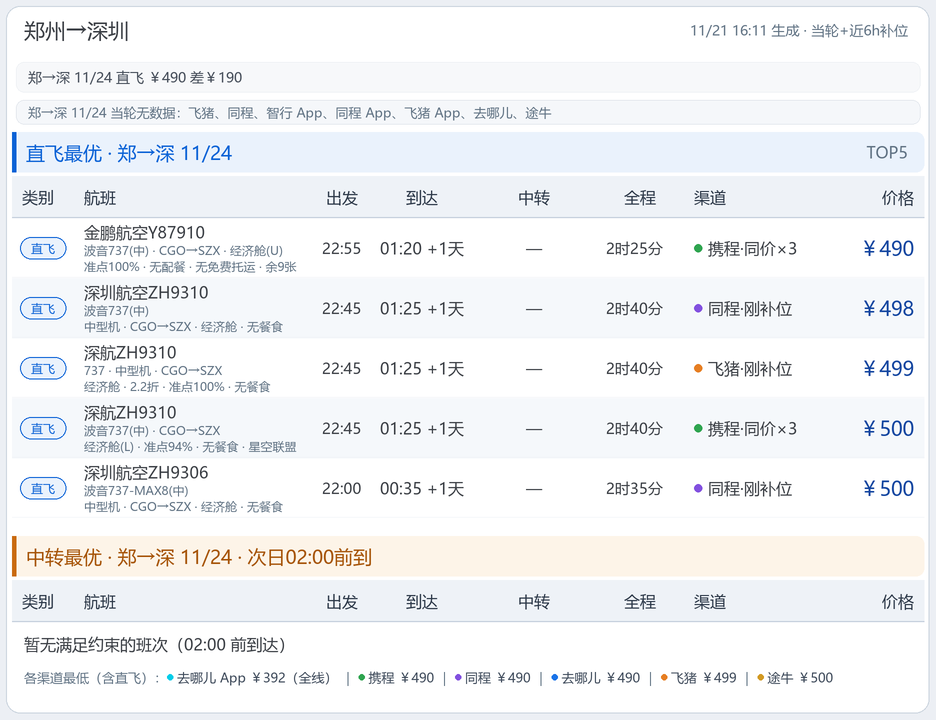 郑州→深圳
11/21 16:11 生成 · 当轮+近6h补位
郑→深 11/24 直飞 ¥490 差¥190
郑→深 11/24 当轮无数据：飞猪、同程、智行 App、同程 App、飞猪 App、去哪儿、途牛
直飞最优 · 郑→深 11/24
TOP5
类别 航班 出发 到达 中转 全程 渠道 价格
金鹏航空Y87910
直飞 波音737(中) · CGO→SZX · 经济舱(U) 22:55 01:20 +1天 — 2时25分 携程·同价×3 ¥490
准点100% · 无配餐 · 无免费托运 · 余9张
深圳航空ZH9310
直飞 波音737(中) 22:45 01:25 +1天 — 2时40分 同程·刚补位 ¥498
中型机 · CGO→SZX · 经济舱 · 无餐食
深航ZH9310
直飞 737 · 中型机 · CGO→SZX 22:45 01:25 +1天 — 2时40分 飞猪·刚补位 ¥499
经济舱 · 2.2折 · 准点100% · 无餐食
深航ZH9310
直飞 波音737(中) · CGO→SZX 22:45 01:25 +1天 — 2时40分 携程·同价×3 ¥500
经济舱(L) · 准点94% · 无餐食 · 星空联盟
深圳航空ZH9306
直飞 波音737-MAX8(中) 22:00 00:35 +1天 — 2时35分 同程·刚补位 ¥500
中型机 · CGO→SZX · 经济舱 · 无餐食
中转最优 · 郑→深 11/24 · 次日02:00前到
类别 航班 出发 到达 中转 全程 渠道 价格
暂无满足约束的班次（02:00 前到达）
各渠道最低（含直飞）: 去哪儿 App ¥392（全线） | 携程 ¥490 | 同程 ¥490 | 去哪儿 ¥490 | 飞猪 ¥499 | 途牛 ¥500